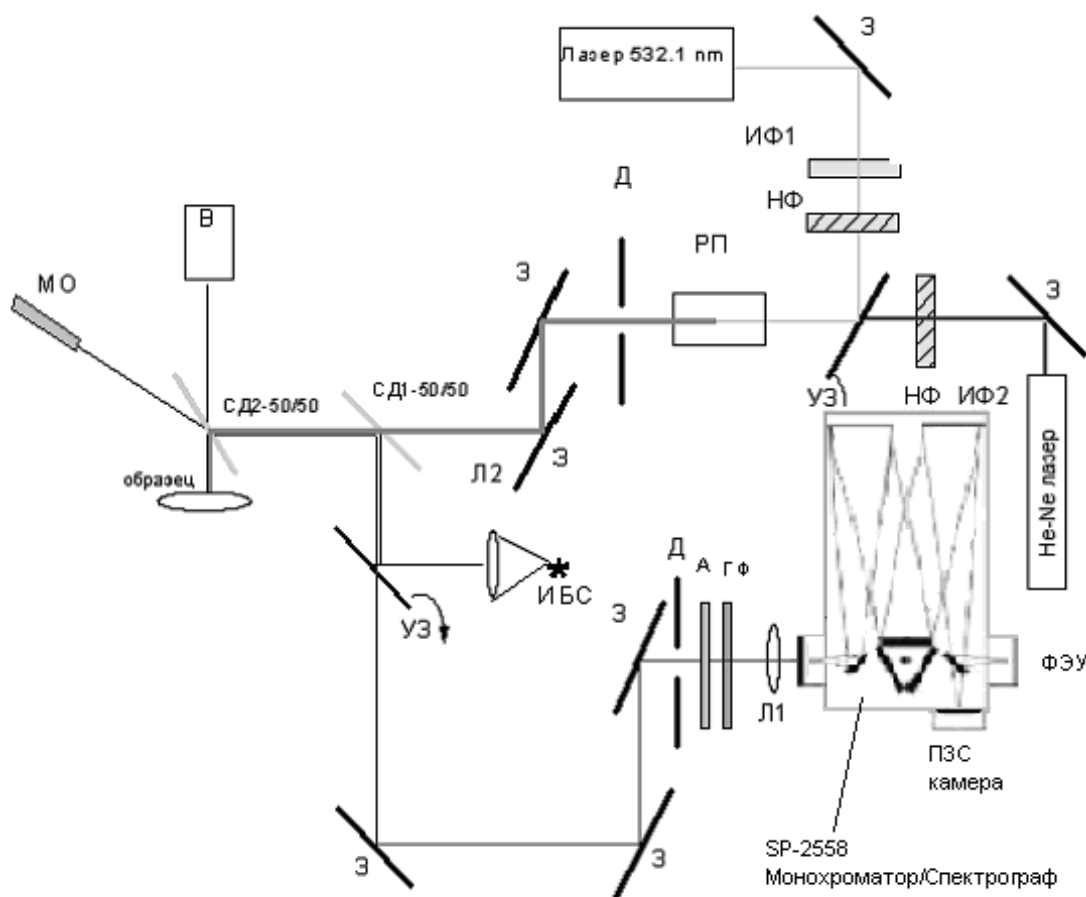 З
Лазер 532.1 nm
ИФ1
Д
НФ
В
РП
МО
З
З
СД1-50/50
СД2-50/50
УЗ
НФ
ИФ2
Л2
З
образец
He-Ne лазер
Д
А
ГФ
ИБС
З
УЗ
ФЭУ
Л1
ПЗС
камера
SP-2558
Монохроматор/Спектрограф
З
З